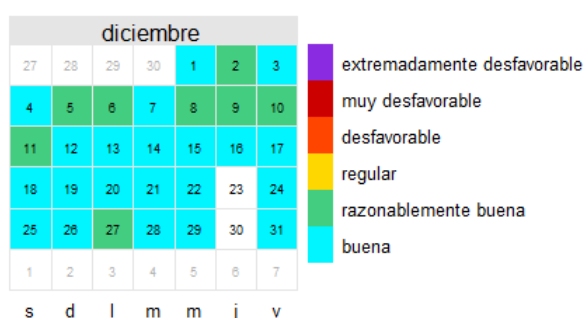 diciembre
27 28 29 30 1 2 3
4 5 6 7 8 9 10
11 12 13 14 15 16 17
18 19 20 21 22 23 24
25 26 27 28 29 30 31
1 2 3 4 5 6 7
s d l m m j v
extremadamente desfavorable
muy desfavorable
desfavorable
regular
razonablemente buena
buena